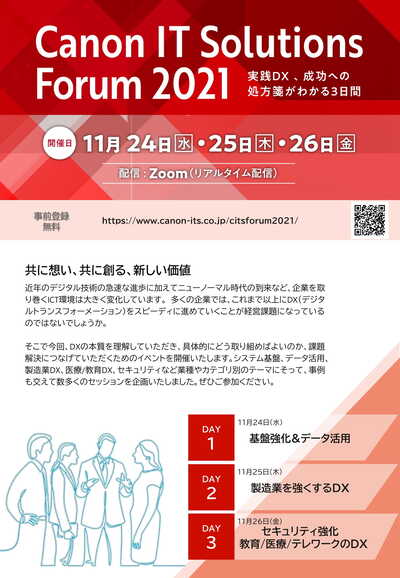 Canon IT Solutions
Forum 2021
実践DX 、成功への
処方箋がわかる3日間
開催日
11月 24日 水 ・25日 木 ・26日 金
配信：Zoom（リアルタイム配信）
事前登録
無料
https://www.canon-its.co.jp/citsforum2021/
共に想い、共に創る、新しい価値
近年のデジタル技術の急速な進歩に加えてニューノーマル時代の到来など、企業を取
り巻くICT環境は大きく変化しています。 多くの企業では、これまで以上にDX（デジタ
ルトランスフォーメーション）をスピーディに進めていくことが経営課題になっている
のではないでしょうか。
そこで今回、DXの本質を理解していただき、具体的にどう取り組めばよいのか、課題
解決につなげていただくためのイベントを開催いたします。システム基盤、データ活用、
製造業DX、医療/教育DX、セキュリティなど業種やカテゴリ別のテーマにそって、事例
も交えて数多くのセッションを企画いたしました。ぜひご参加ください。
DAY
1
11月24日（水）
基盤強化&データ活用
DAY
2
11月25日（木）
製造業を強くするDX
DAY
3
11月26日（金）
セキュリティ強化
教育/医療/テレワークのDX